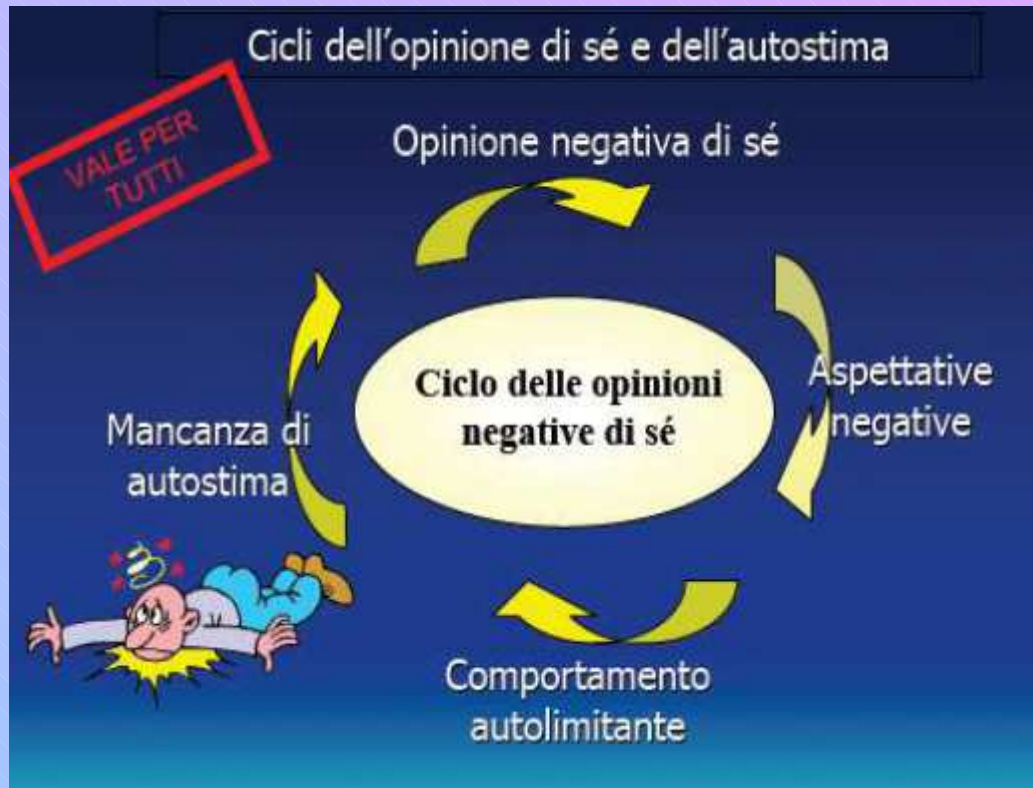 Cicli dell'opinione di sé e dell'autostima
VALE PER
TUTTI
Opinione negativa di sé
Ciclo delle opinioni
negative di sé
Aspettative
negative
Mancanza di
autostima
Comportamento
autolimitante